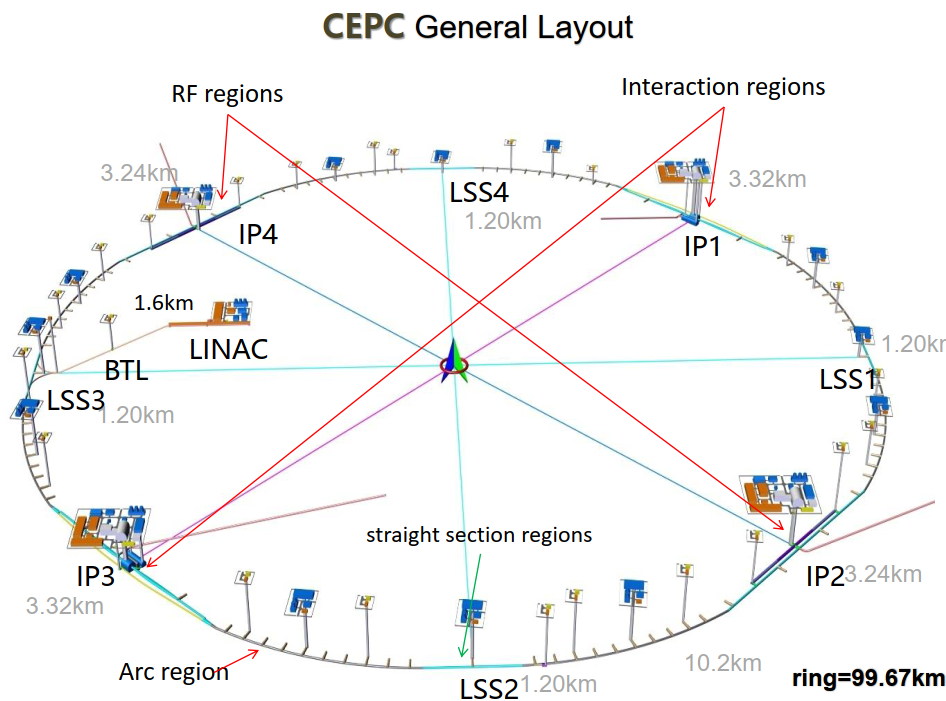 CEPC General Layout
RF regions
Interaction regions
3.24km
3.32km
LSS4
1.20km
IP4
IP1
1.6km
LINAC
BTL
1.20km
LSS1
LSS3
1.20km
straight section regions
IP3
3.32km
IP2
3.24km
Arc region
10.2km
LSS2
1.20km
ring=99.67km